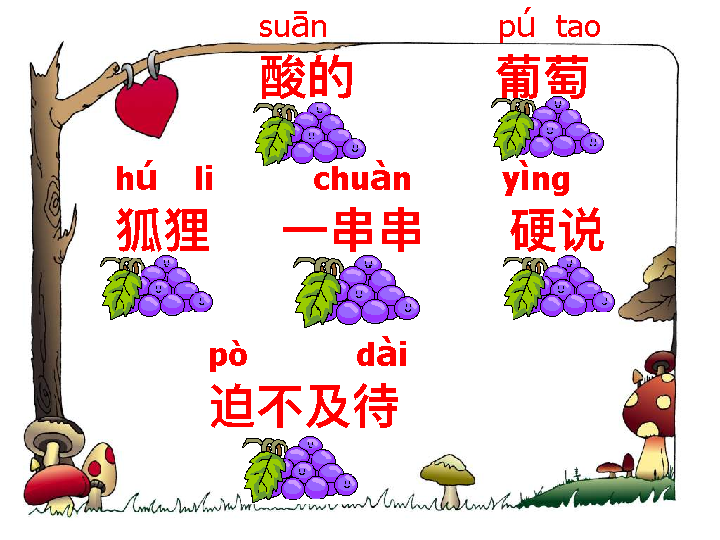 suān pú tao
酸的 葡萄
hú li chuàn yìng
狐狸 一串串 硬说
pò dài
迫不及待